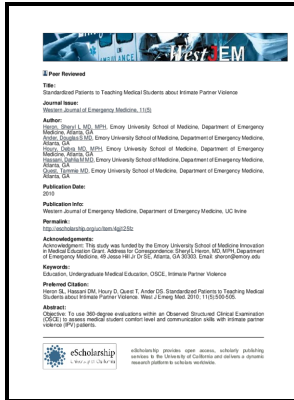 WestJEM
Peer Reviewed
Title:
Standardized Patients to Teaching Medical Students about Intimate Partner Violence
Journal Issue:
Western Journal of Emergency Medicine, 11(5)
Author:
Heron, Sheryl L MD, MPH, Emory University School of Medicine, Department of Emergency
Medicine, Atlanta, GA
Ander, Douglas S MD, Emory University School of Medicine, Department of Emergency Medicine,
Atlanta, GA
Houry, Debra MD, MPH, Emory University School of Medicine, Department of Emergency
Medicine, Atlanta, GA
Hassani, Dahlia M MD, Emory University School of Medicine, Department of Emergency Medicine,
Atlanta, GA
Quest, Tammie MD, Emory University School of Medicine, Department of Emergency Medicine,
Atlanta, GA
Publication Date:
2010
Publication Info:
Western Journal of Emergency Medicine, Department of Emergency Medicine, UC Irvine
Permalink:
Acknowledgements:
Acknowledgement: This study was funded by the Emory University School of Medicine Innovation
in Medical Education Grant. Address for Correspondence: Sheryl Heron, MD, MPH, Department
of Emergency Medicine, 49 Jesse Hill Jr Dr SE, Atlanta, GA 30303. Email: sheron@emory.edu
Keywords:
Education, Undergraduate Medical Education, OSCE, Intimate Partner Violence
Preferred Citation:
Heron SL, Hassani DM, Houry D, Quest T, Ander DS. Standardized Patients to Teaching Medical
Students about Intimate Partner Violence. West J Emerg Med. 2010; 11(5):500-505.
Abstract:
Objective: To use 360-degree evaluations within an Observed Structured Clinical Examination
(OSCE) to assess medical student comfort level and communication skills with intimate partner
violence (IPV) patients.
eScholarship
University of California
eScholarship provides open access, scholarly publishing
services to the University of California and delivers a dynamic
research platform to scholars worldwide.